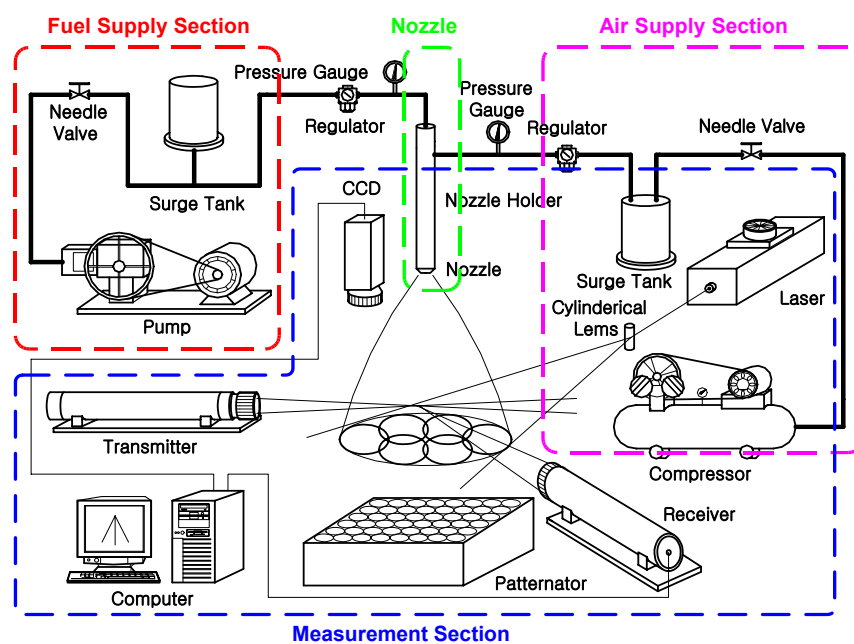 Fuel Supply Section
Nozzle
Air Supply Section
Pressure Gauge
Pressure
Gauge
Needle
Valve
Regulator
Regulator
Needle Valve
Surge Tank
CCD
Nozzle Holder
Nozzle
Surge Tank
Laser
Cylinderical
Lems
Pump
Transmitter
Compressor
Receiver
Patternator
Computer
Measurement Section